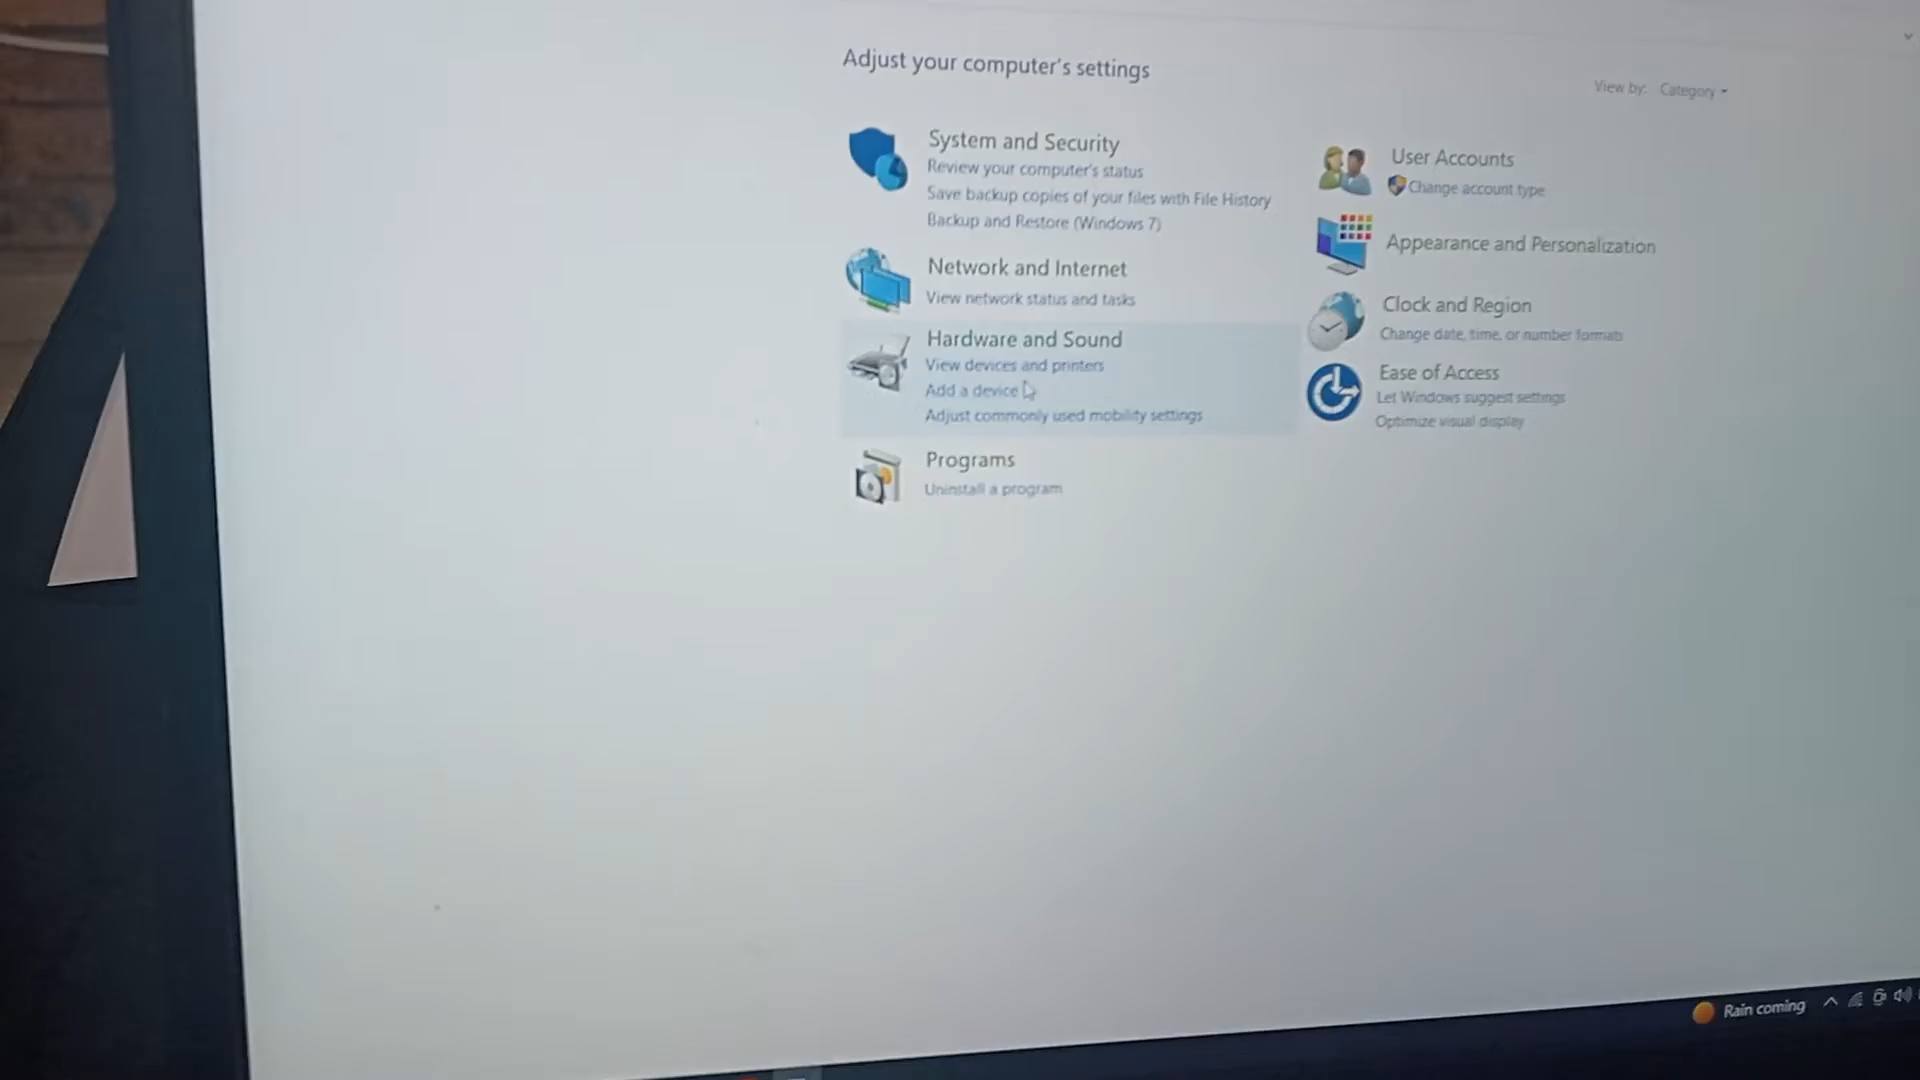 Adjust your computer's settings
View by: Category
System and Security
Review your computer's status
Save backup copies of your files with File History
Backup and Restore (Windows 7)
Network and Internet
View network status and tasks
Hardware and Sound
View devices and printers
Add a device
Adjust commonly used mobility settings
Programs
Uninstall a program
User Accounts
Change account type
Appearance and Personalization
Clock and Region
Change date, time, or number formats
Ease of Access
Let Windows suggest settings
Optimize visual display
Rain coming